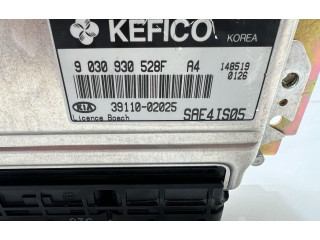 KEFICO
KOREA
9 030 930 528F A4 148519
0126
KIA 39110-02025
Licence Bosch SAE4IS05